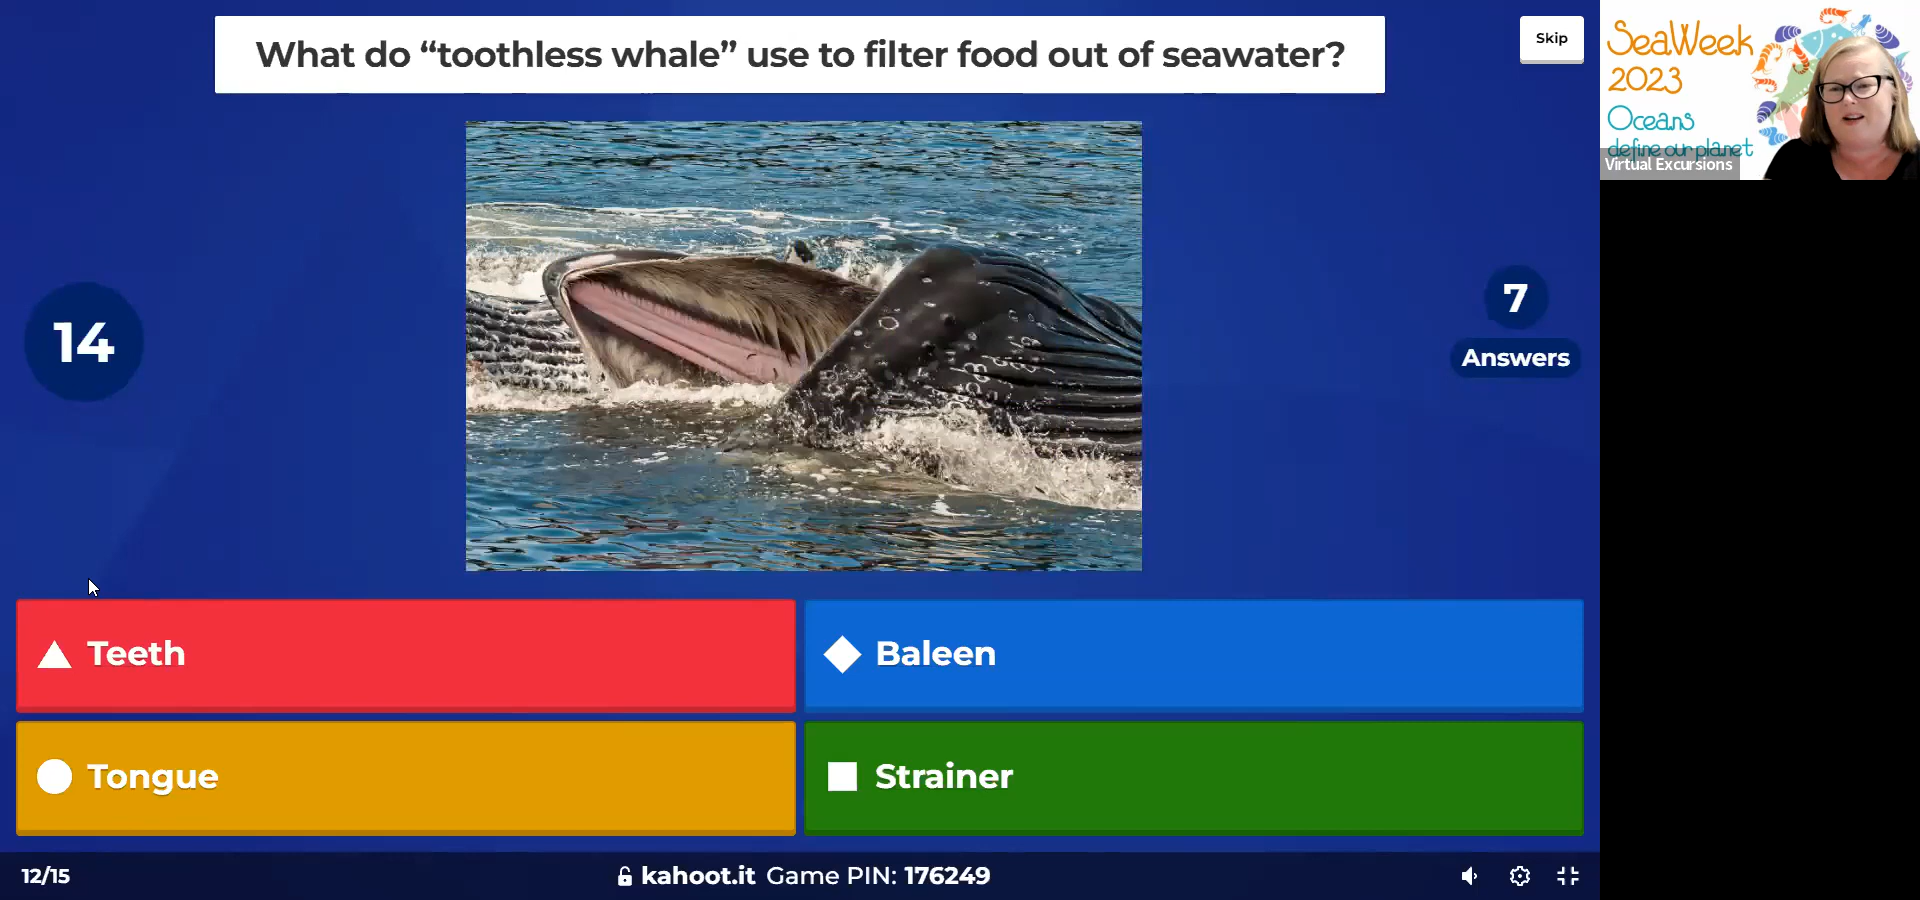 What do “toothless whale” use to filter food out of seawater?
Skip
SeaWeek
2023
Oceans
define our planet
Virtual Excursions
14
7
Answers
Teeth
Baleen
Tongue
Strainer
12/15
kahoot.it Game PIN: 176249